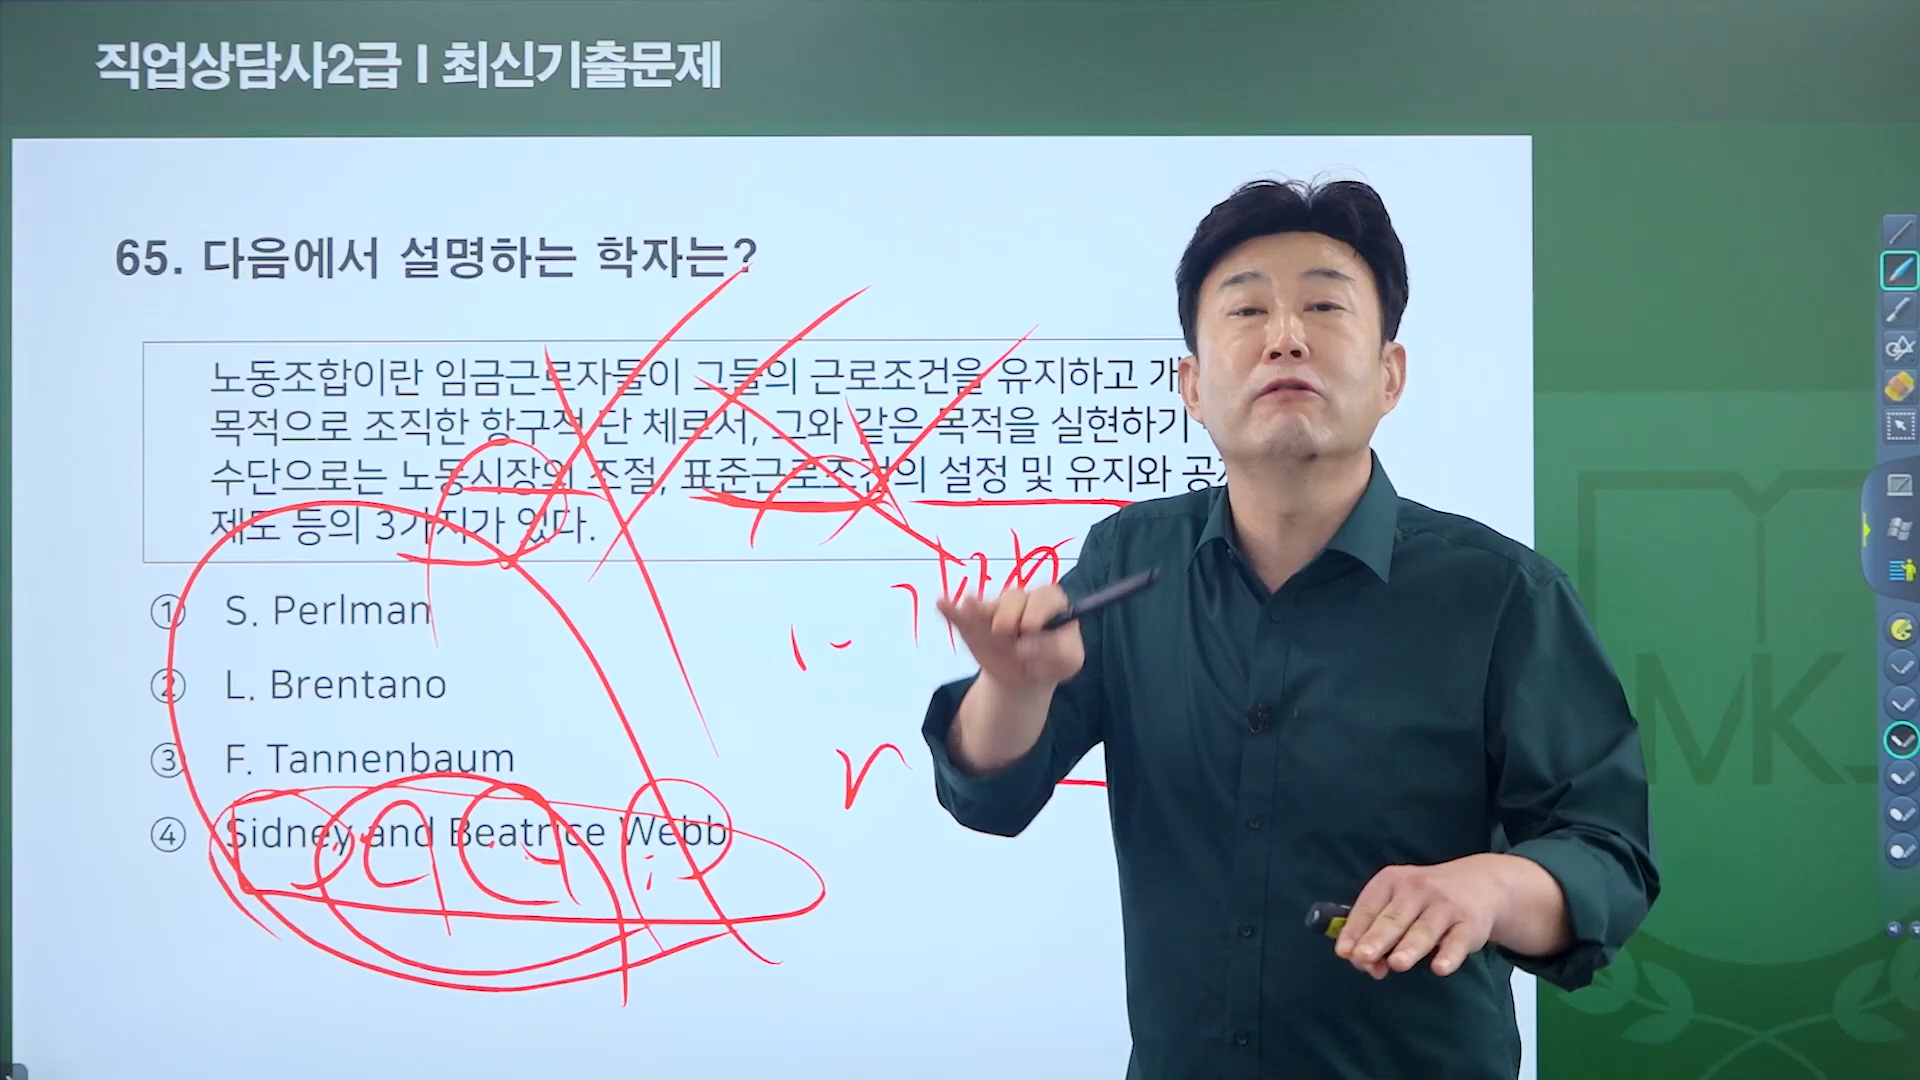 직업상담사2급 | 최신기출문제
65. 다음에서 설명하는 학자는?
노동조합이란 임금근로자들이 그들의 근로조건을 유지하고 개
목적으로 조직한 항구적 단 체로서, 그와 같은 목적을 실현하기
수단으로는 노동시장의 조절, 표준근로조건의 설정 및 유지와
제도 등의 3가지가 있다.
① S. Perlman
② L. Brentano
③ F. Tannenbaum
④ Sidney and Beatrice Webb
MK